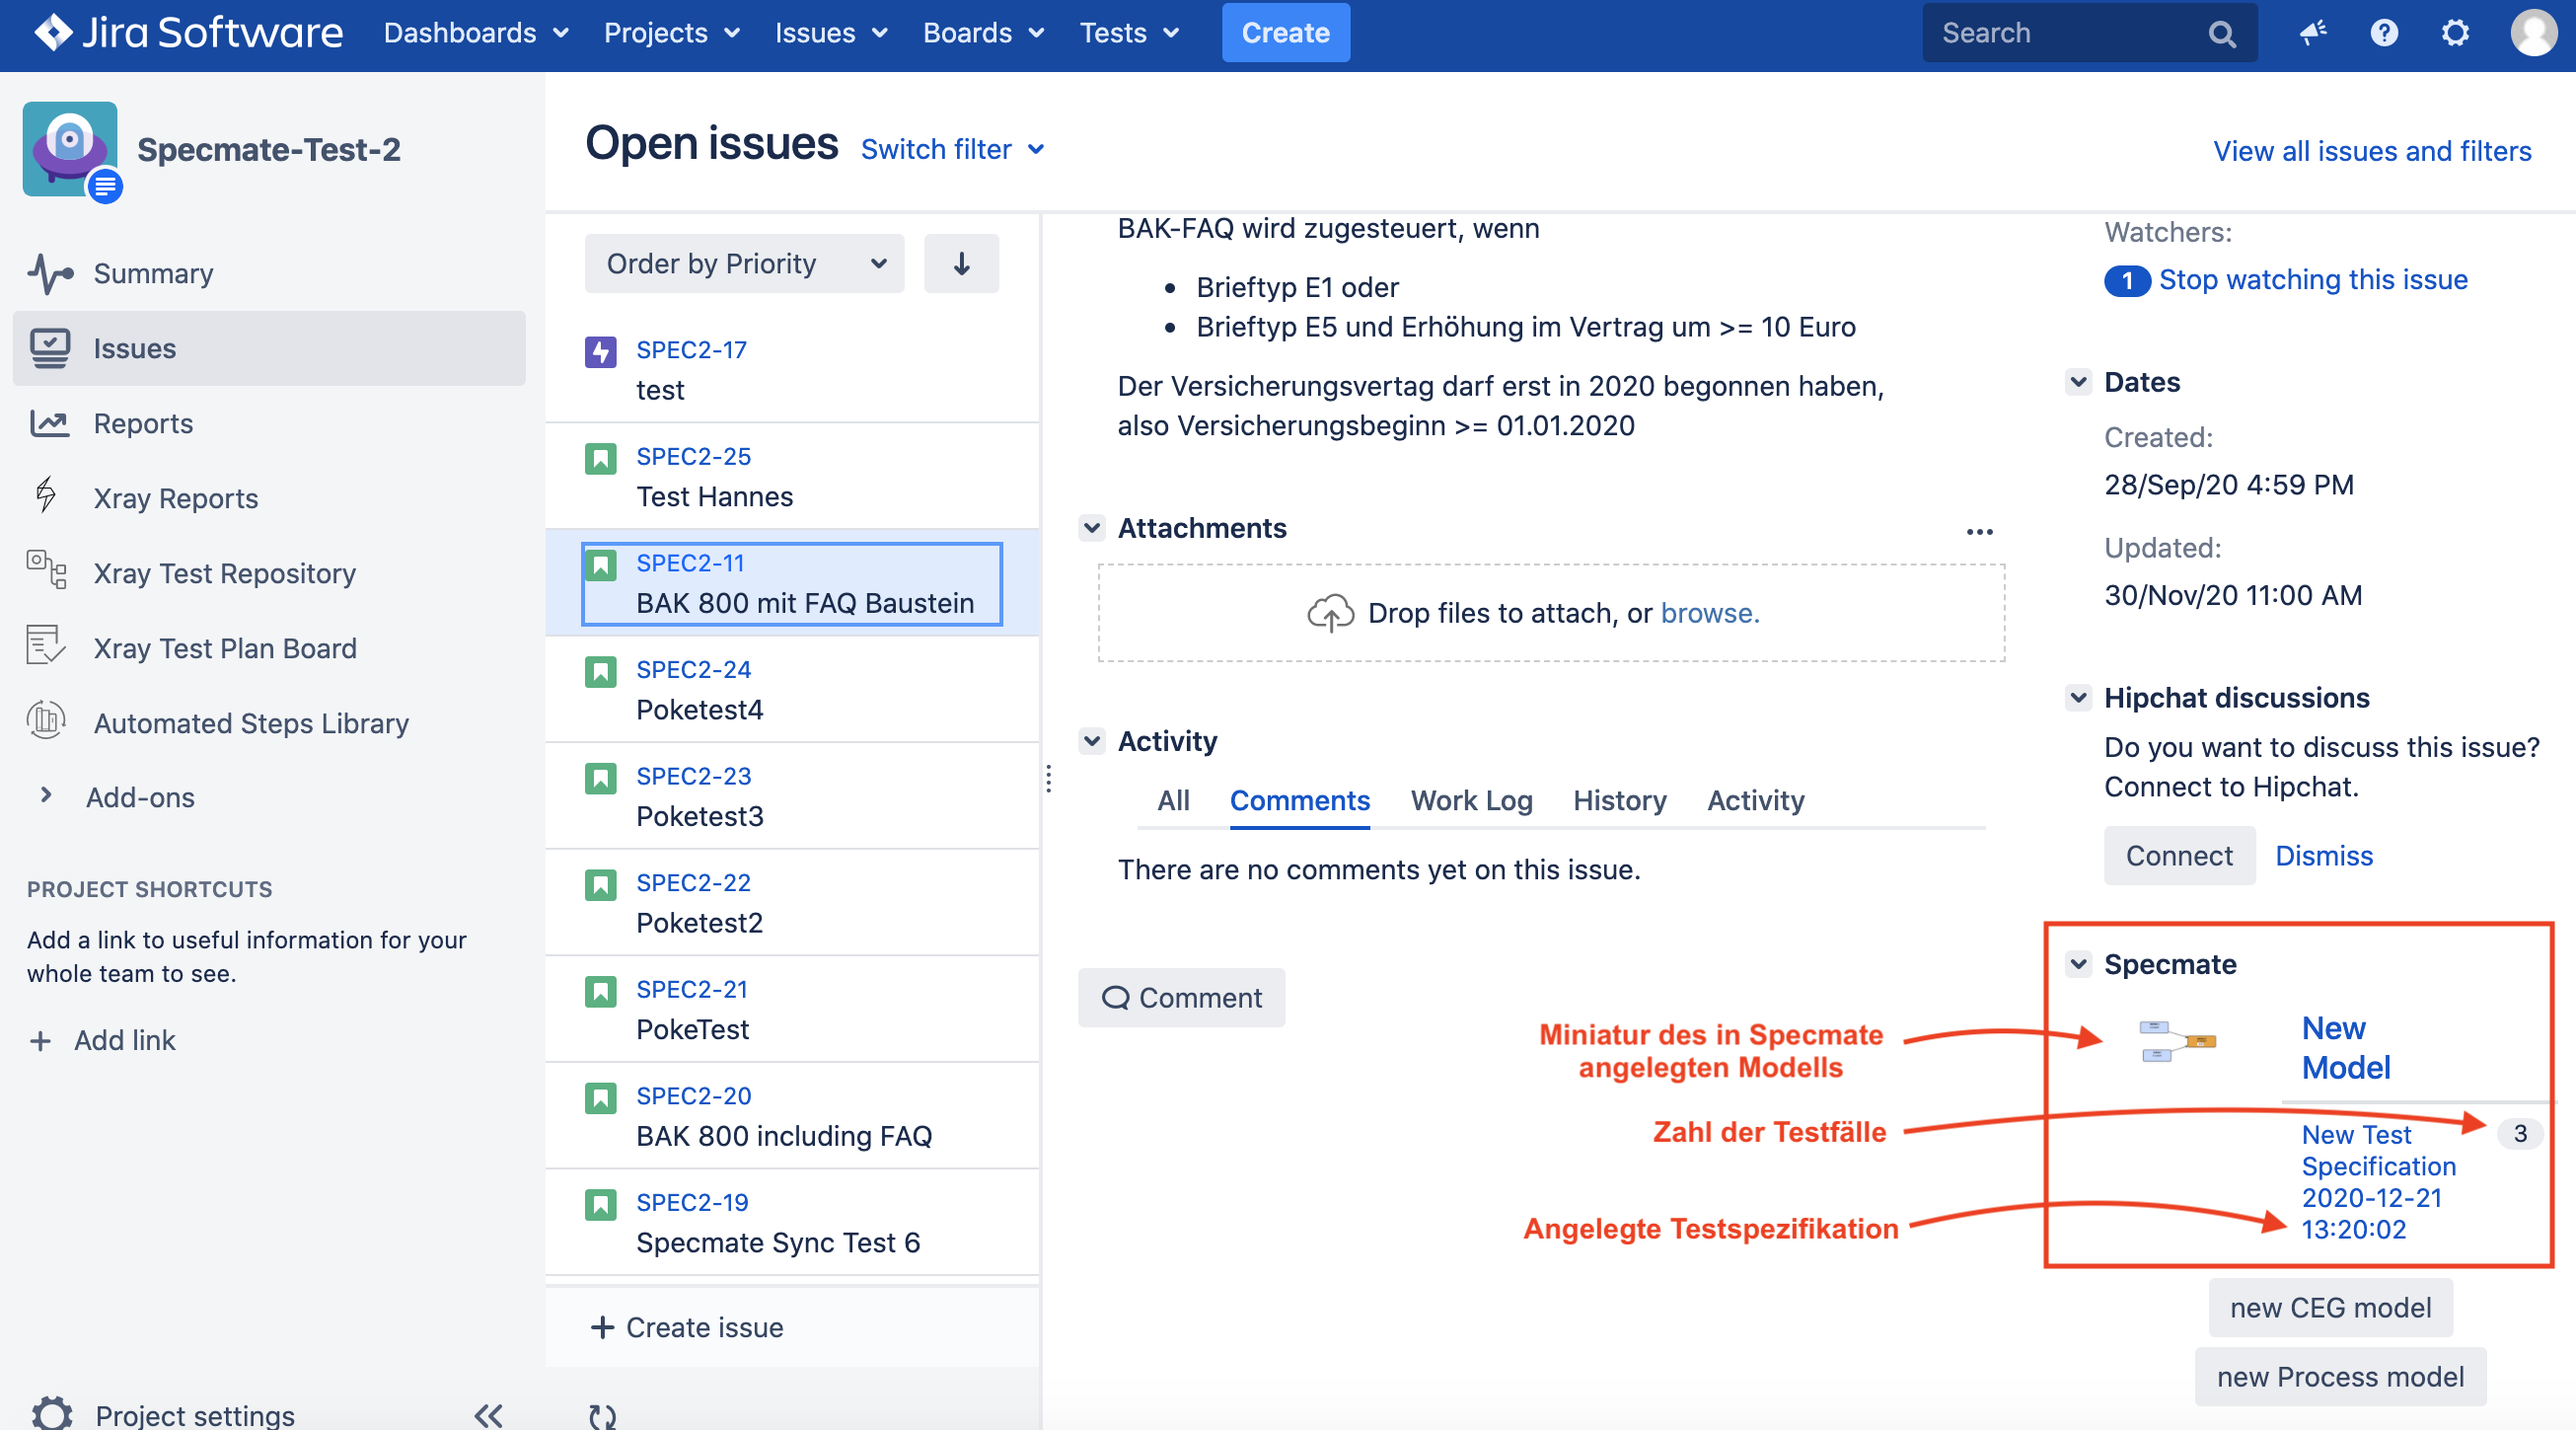 Jira Software
Dashboards
Projects
Issues
Boards
Tests
Create
Search
Specmate-Test-2
Summary
Issues
Reports
Xray Reports
Xray Test Repository
Xray Test Plan Board
Automated Steps Library
Add-ons
PROJECT SHORTCUTS
Add a link to useful information for your
whole team to see.
+ Add link
Project settings
Open issues
Switch filter
View all issues and filters
Order by Priority
SPEC2-17
test
SPEC2-25
Test Hannes
SPEC2-11
BAK 800 mit FAQ Baustein
SPEC2-24
Poketest4
SPEC2-23
Poketest3
SPEC2-22
Poketest2
SPEC2-21
PokeTest
SPEC2-20
BAK 800 including FAQ
SPEC2-19
Specmate Sync Test 6
+ Create issue
BAK-FAQ wird zugesteuert, wenn
• Brieftyp E1 oder
• Brieftyp E5 und Erhöhung im Vertrag um >= 10 Euro
Der Versicherungsvertag darf erst in 2020 begonnen haben,
also Versicherungsbeginn >= 01.01.2020
Attachments
Drop files to attach, or browse.
Activity
All
Comments
Work Log
History
Activity
There are no comments yet on this issue.
Comment
Miniatur des in Specmate
angelegten Modells
Zahl der Testfälle
Angelegte Testspezifikation
Watchers:
1 Stop watching this issue
Dates
Created:
28/Sep/20 4:59 PM
Updated:
30/Nov/20 11:00 AM
Hipchat discussions
Do you want to discuss this issue?
Connect to Hipchat.
Connect
Dismiss
Specmate
New
Model
New Test
3
Specification
2020-12-21
13:20:02
new CEG model
new Process model